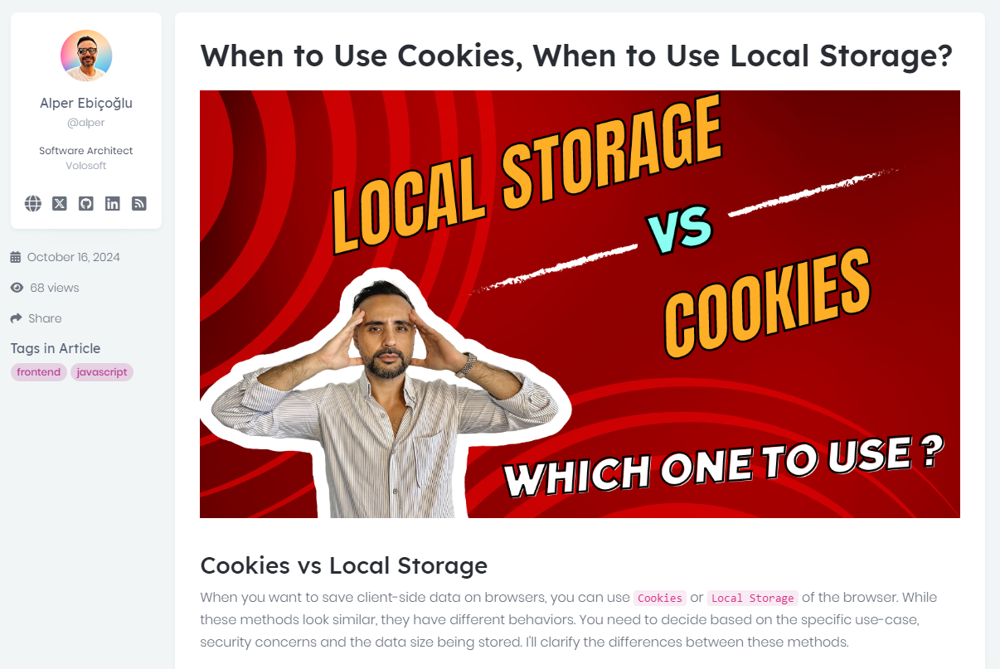 Alper Ebiçoğlu
@alper
Software Architect
Volosoft
October 16, 2024
68 views
Share
Tags in Article
frontend javascript
When to Use Cookies, When to Use Local Storage?
LOCAL STORAGE
VS
COOKIES
WHICH ONE TO USE ?
Cookies vs Local Storage
When you want to save client-side data on browsers, you can use Cookies or Local Storage of the browser. While
these methods look similar, they have different behaviors. You need to decide based on the specific use-case,
security concerns and the data size being stored. I'll clarify the differences between these methods.